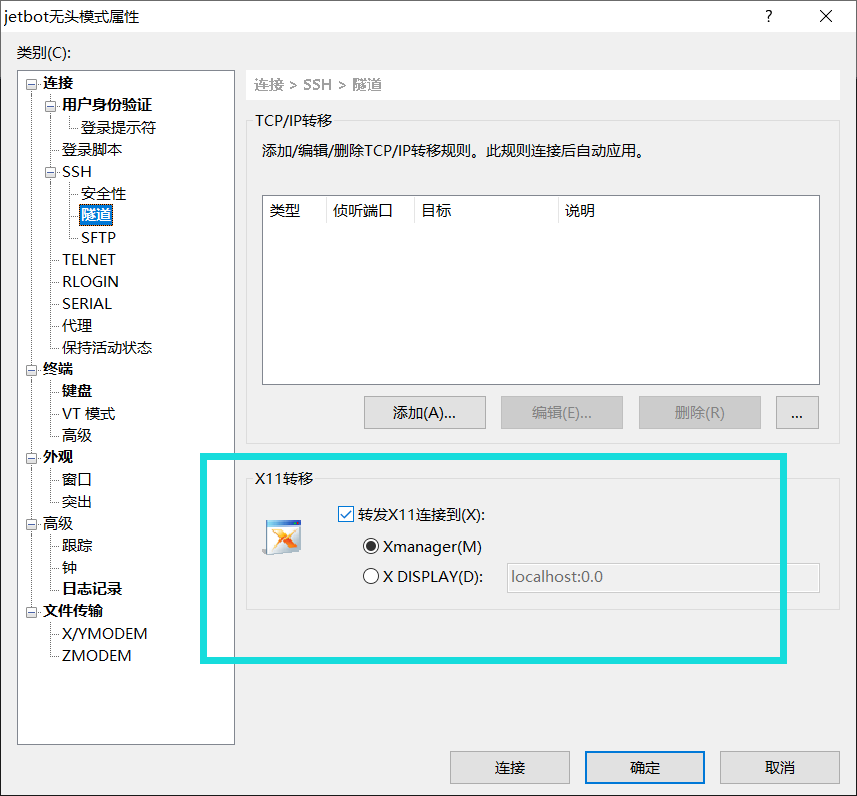 jetbot无头模式属性
?
类别(C):
连接
用户身份验证
登录提示符
登录脚本
SSH
安全性
隧道
SFTP
TELNET
RLOGIN
SERIAL
代理
保持活动状态
终端
键盘
VT 模式
高级
外观
窗口
突出
高级
跟踪
钟
日志记录
文件传输
X/YMODEM
ZMODEM
连接 > SSH > 隧道
TCP/IP转移
添加/编辑/删除TCP/IP转移规则。此规则连接后自动应用。
类型 侦听端口 目标 说明
添加(A)... 编辑(E)... 删除(R) ...
X11转移
转发X11连接到(X):
Xmanager(M)
X DISPLAY(D): localhost:0.0
连接 确定 取消